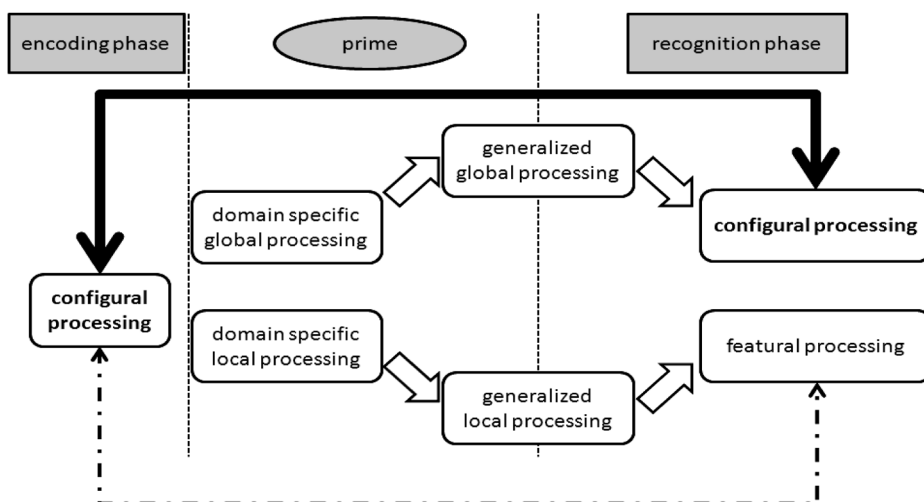 encoding phase
prime
recognition phase
generalized
global processing
domain specific
global processing
configural processing
configural
processing
domain specific
local processing
featural processing
generalized
local processing